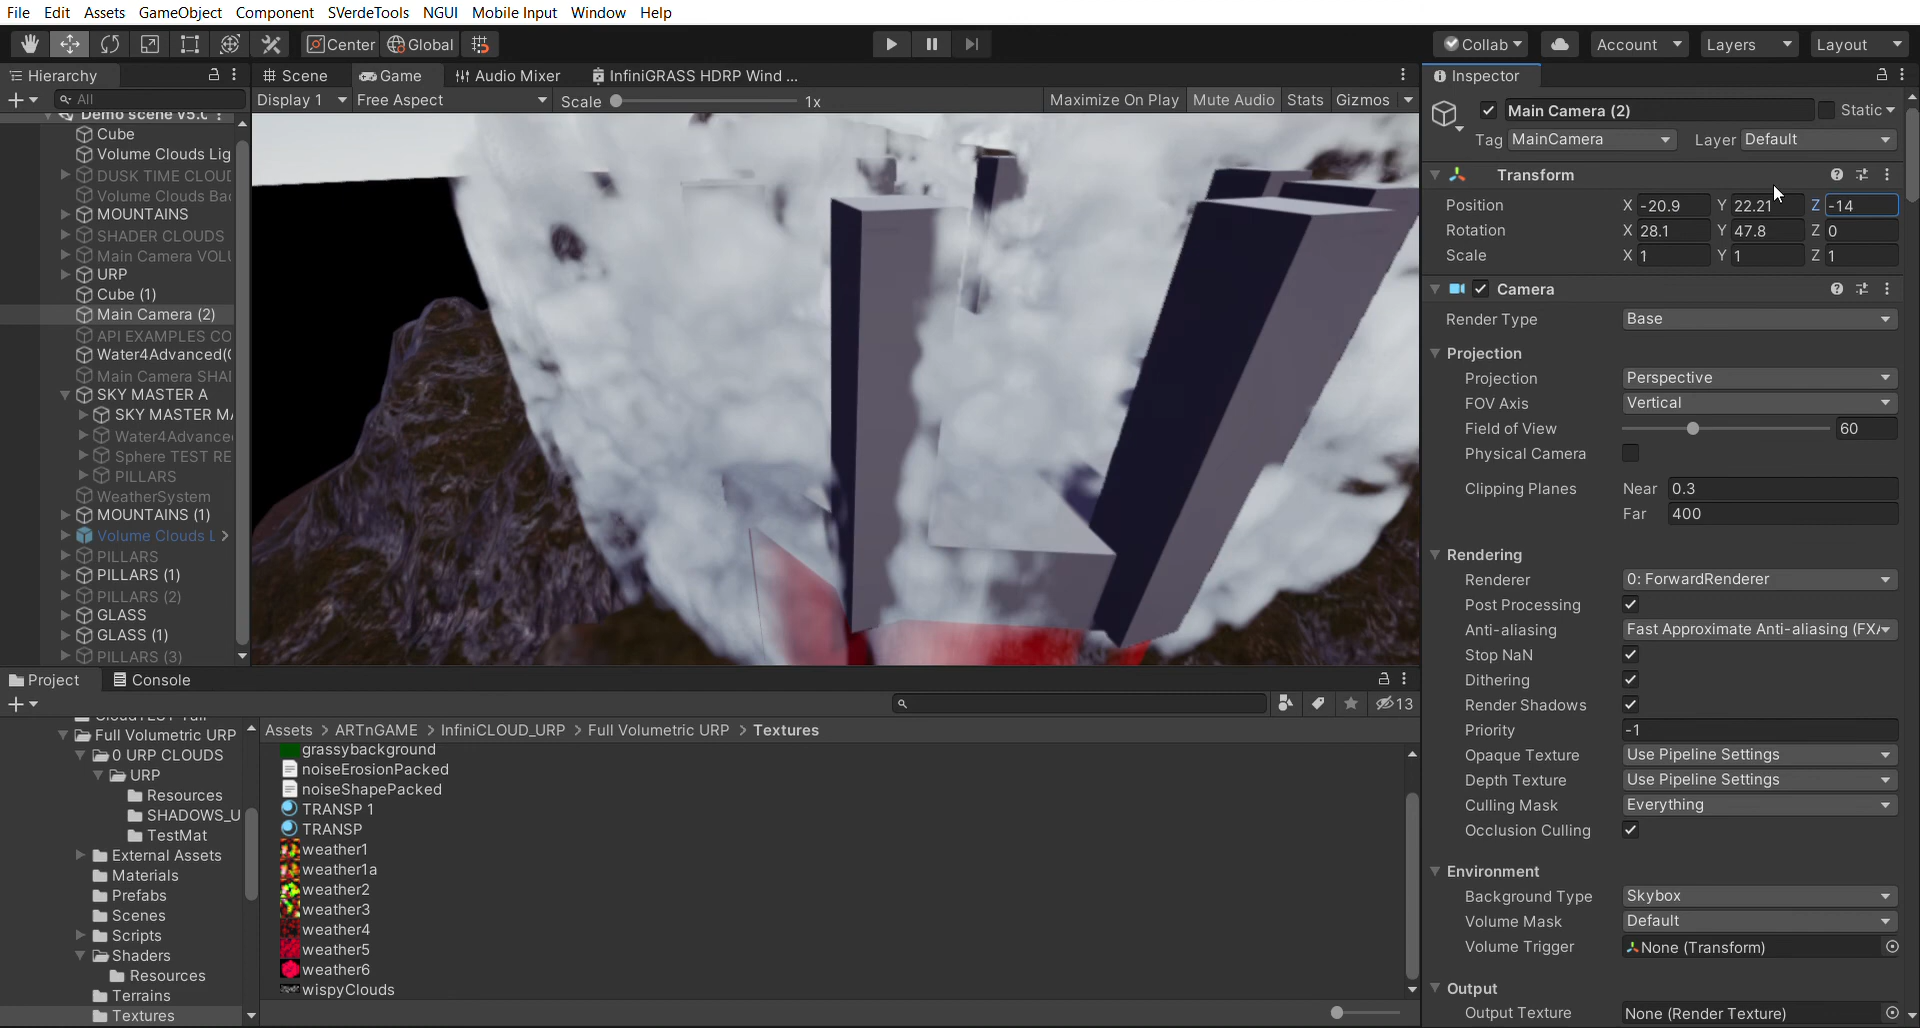 File Edit Assets GameObject Component SVerdeTools NGUI Mobile Input Window Help
Center Global Collab Account Layers Layout
Hierarchy
All
Demo scene v5.0
Cube
Volume Clouds Lig
DUSK TIME CLOUD
Volume Clouds Bac
MOUNTAINS
SHADER CLOUDS
Main Camera VOLU
URP
Cube (1)
Main Camera (2)
API EXAMPLES CO
Water4Advanced(C
Main Camera SHAI
SKY MASTER A
SKY MASTER MA
Water4Advanced
Sphere TEST RE
PILLARS
WeatherSystem
MOUNTAINS (1)
Volume Clouds L
PILLARS
PILLARS (1)
PILLARS (2)
GLASS
GLASS (1)
PILLARS (3)
Scene Game Audio Mixer InfiniGRASS HDRP Wind ...
Display 1 Free Aspect Scale 1x Maximize On Play Mute Audio Stats Gizmos
Inspector
Main Camera (2) Static
Tag MainCamera Layer Default
Transform
Position X -20.9 Y 22.21 Z -14
Rotation X 28.1 Y 47.8 Z 0
Scale X 1 Y 1 Z 1
Camera
Render Type Base
Projection
Projection Perspective
FOV Axis Vertical
Field of View 60
Physical Camera
Clipping Planes Near 0.3
Far 400
Rendering
Renderer 0: ForwardRenderer
Post Processing
Anti-aliasing Fast Approximate Anti-aliasing (FX
Stop NaN
Dithering
Render Shadows
Priority -1
Opaque Texture Use Pipeline Settings
Depth Texture Use Pipeline Settings
Culling Mask Everything
Occlusion Culling
Environment
Background Type Skybox
Volume Mask Default
Volume Trigger None (Transform)
Output
Output Texture None (Render Texture)
Project Console
13
Full Volumetric URP
0 URP CLOUDS
URP
Resources
SHADOWS_U
TestMat
External Assets
Materials
Prefabs
Scenes
Scripts
Shaders
Resources
Terrains
Textures
Assets > ARTnGAME > InfiniCLOUD_URP > Full Volumetric URP > Textures
grassybackground
noiseErosionPacked
noiseShapePacked
TRANSP 1
TRANSP
weather1
weather1a
weather2
weather3
weather4
weather5
weather6
wispyClouds